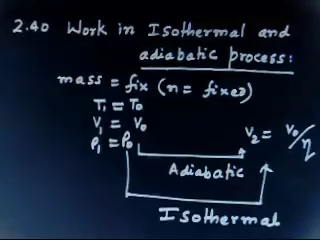 2.40 Work in Isothermal and
adiabatic process:
mass = fix (n = fixed)
T1 = T0
V1 = V0
P1 = P0
V2 = V0/η
Adiabatic
Isothermal